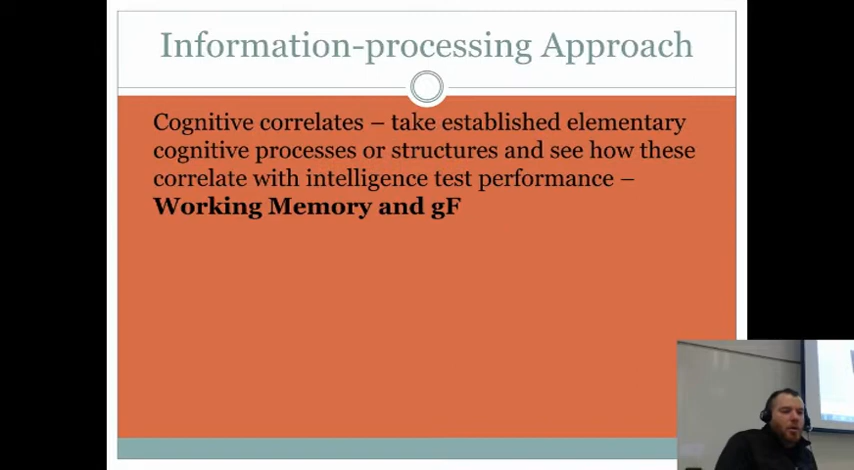 Information-processing Approach
Cognitive correlates – take established elementary
cognitive processes or structures and see how these
correlate with intelligence test performance –
Working Memory and gF